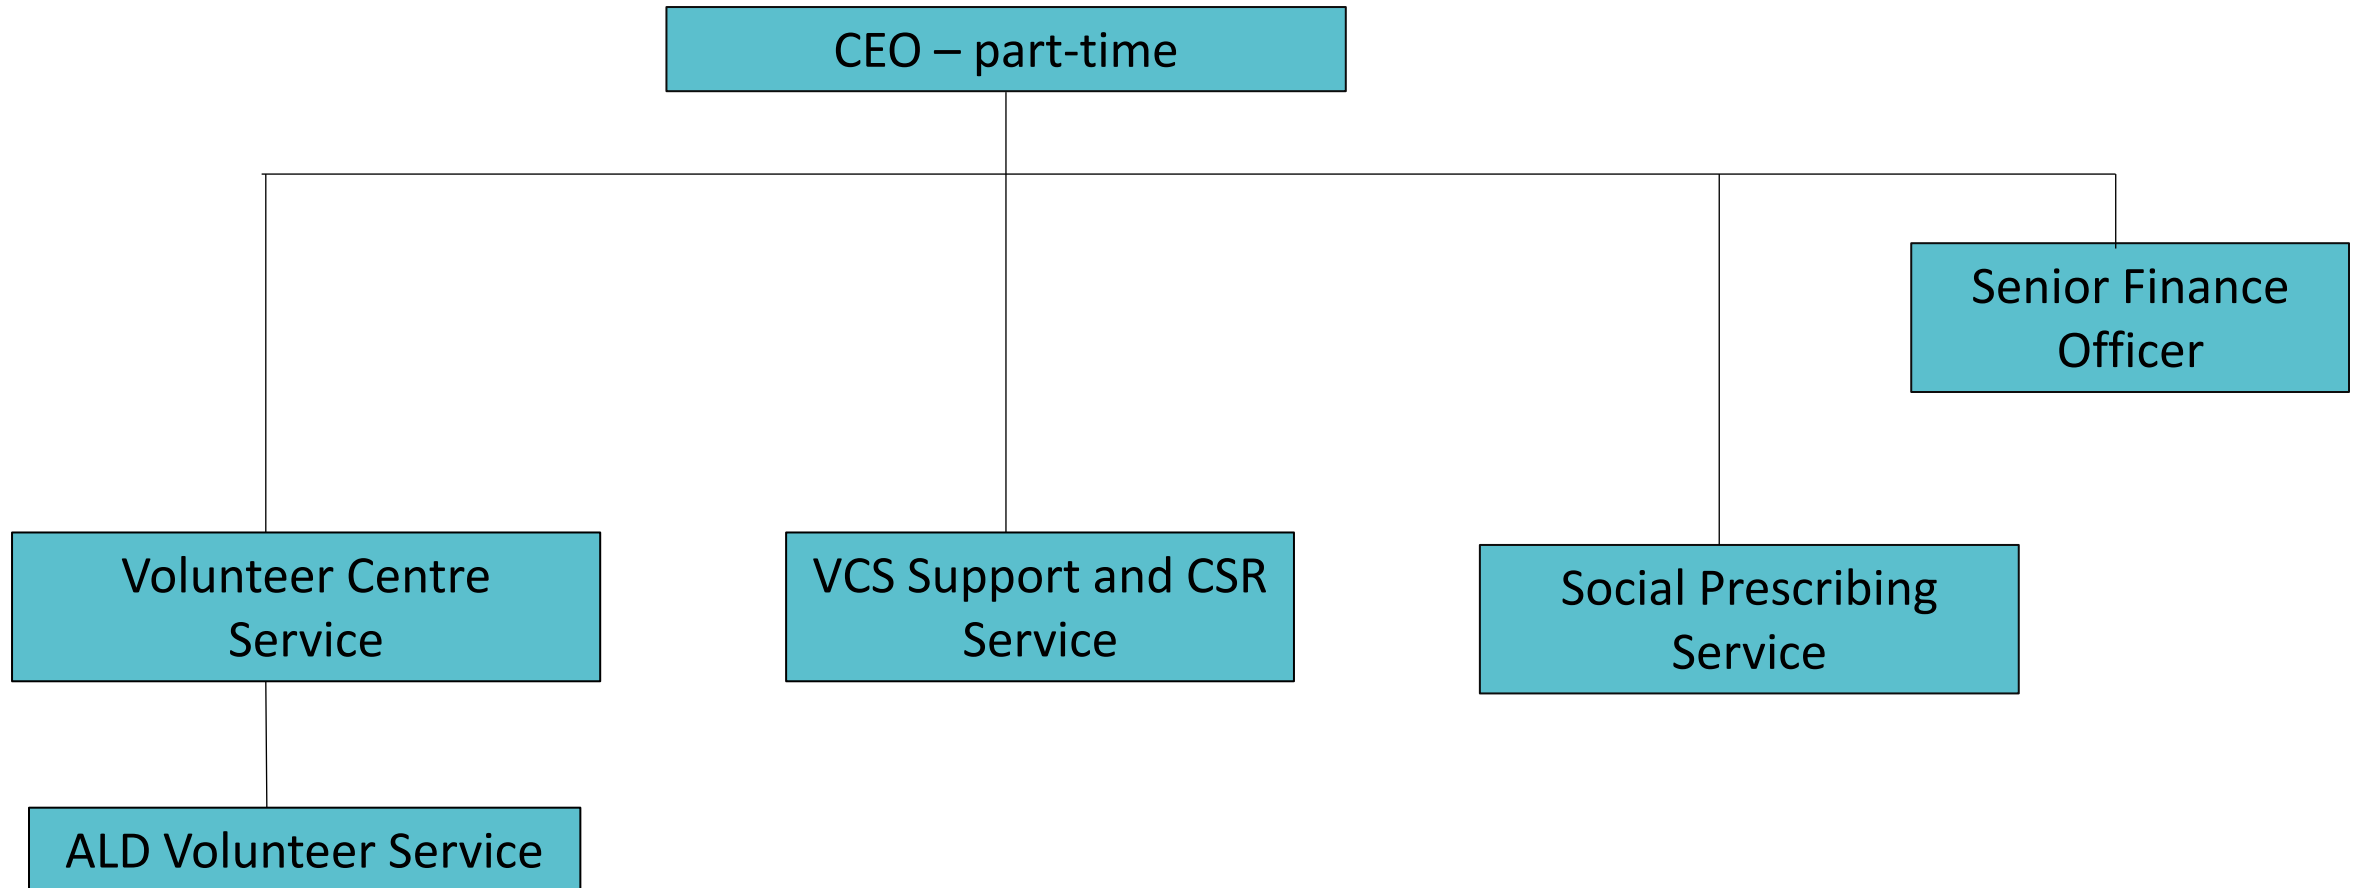 CEO – part-time
Senior Finance
Officer
Volunteer Centre
Service
VCS Support and CSR
Service
Social Prescribing
Service
ALD Volunteer Service